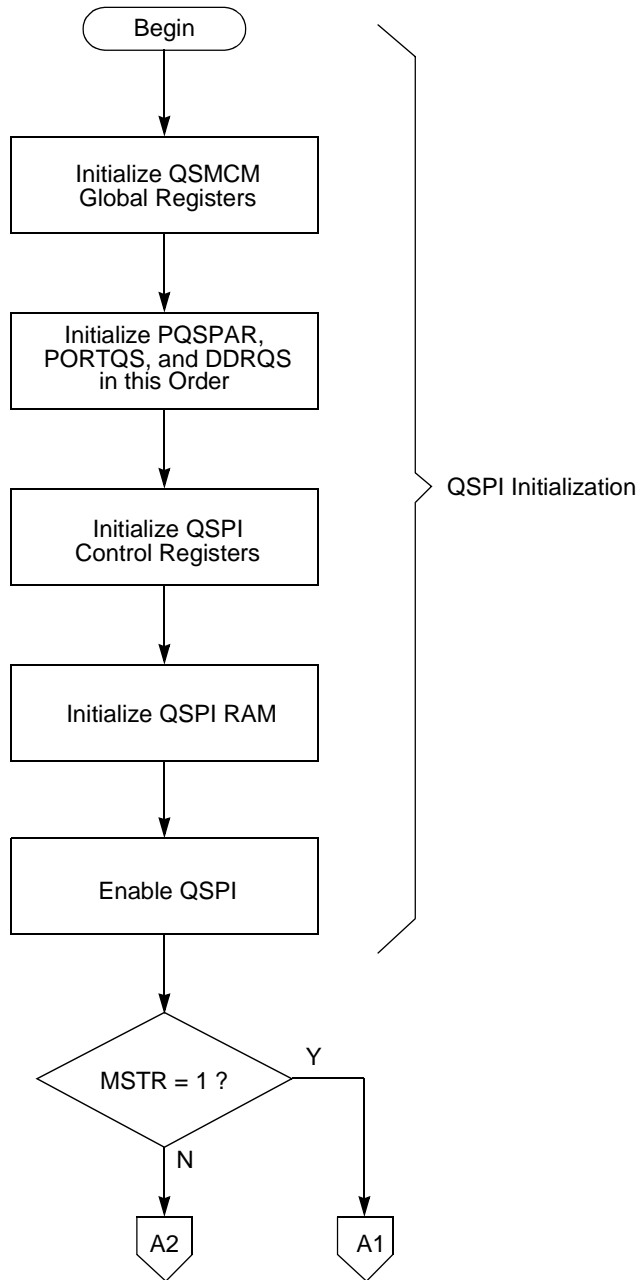 Begin
Initialize QSMCM
Global Registers
Initialize PQSPAR,
PORTQS, and DDRQS
in this Order
QSPI Initialization
Initialize QSPI
Control Registers
Initialize QSPI RAM
Enable QSPI
MSTR = 1 ?
Y
N
A2
A1